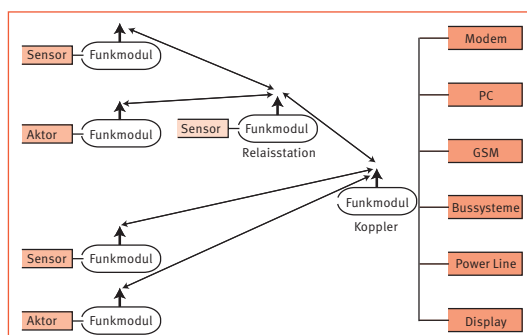 Sensor
Funkmodul
Aktor
Funkmodul
Sensor
Funkmodul
Relaisstation
Funkmodul
Koppler
Sensor
Funkmodul
Aktor
Funkmodul
Modem
PC
GSM
Bussysteme
Power Line
Display